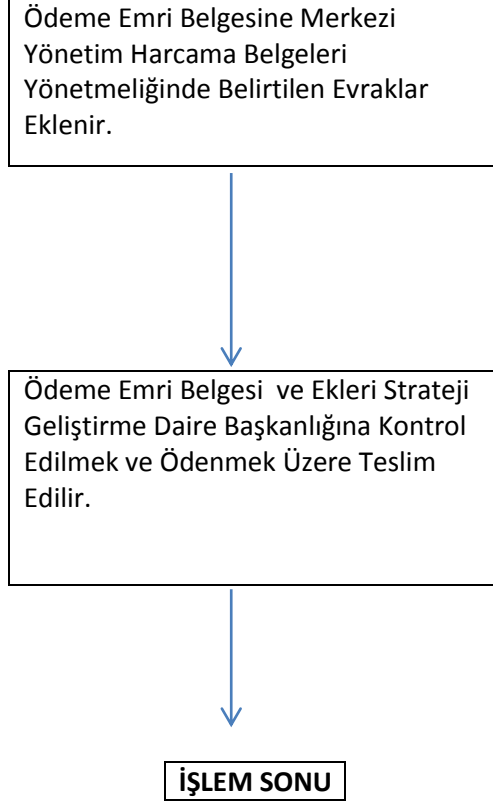 Ödeme Emri Belgesine Merkezi
Yönetim Harcama Belgeleri
Yönetmeliğinde Belirtilen Evraklar
Eklenir.
Ödeme Emri Belgesi ve Ekleri Strateji
Geliştirme Daire Başkanlığına Kontrol
Edilmek ve Ödenmek Üzere Teslim
Edilir.
İŞLEM SONU